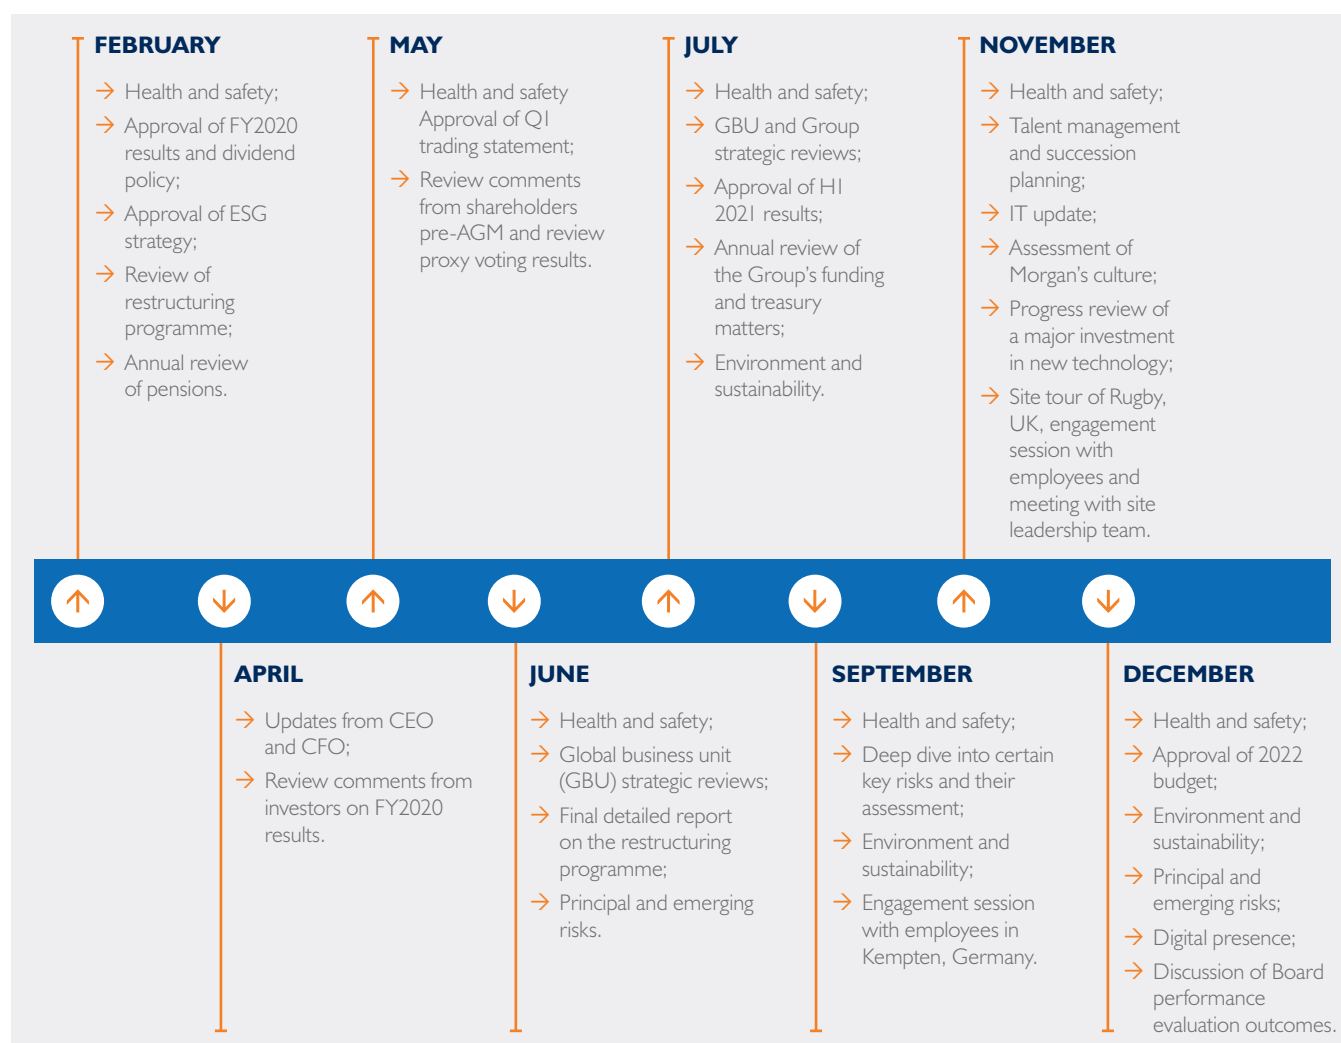 FEBRUARY
→ Health and safety;
→ Approval of FY2020
results and dividend
policy;
→ Approval of ESG
strategy;
→ Review of
restructuring
programme;
→ Annual review
of pensions.
MAY
→ Health and safety
Approval of Q1
trading statement;
→ Review comments
from shareholders
pre-AGM and review
proxy voting results.
JULY
→ Health and safety;
→ GBU and Group
strategic reviews;
→ Approval of H1
2021 results;
→ Annual review of
the Group’s funding
and treasury
matters;
→ Environment and
sustainability.
NOVEMBER
→ Health and safety;
→ Talent management
and succession
planning;
→ IT update;
→ Assessment of
Morgan’s culture;
→ Progress review of
a major investment
in new technology;
→ Site tour of Rugby,
UK, engagement
session with
employees and
meeting with site
leadership team.
APRIL
→ Updates from CEO
and CFO;
→ Review comments from
investors on FY2020
results.
JUNE
→ Health and safety;
→ Global business unit
(GBU) strategic reviews;
→ Final detailed report
on the restructuring
programme;
→ Principal and emerging
risks.
SEPTEMBER
→ Health and safety;
→ Deep dive into certain
key risks and their
assessment;
→ Environment and
sustainability;
→ Engagement session
with employees in
Kempten, Germany.
DECEMBER
→ Health and safety;
→ Approval of 2022
budget;
→ Environment and
sustainability;
→ Principal and
emerging risks;
→ Digital presence;
→ Discussion of Board
performance
evaluation outcomes.